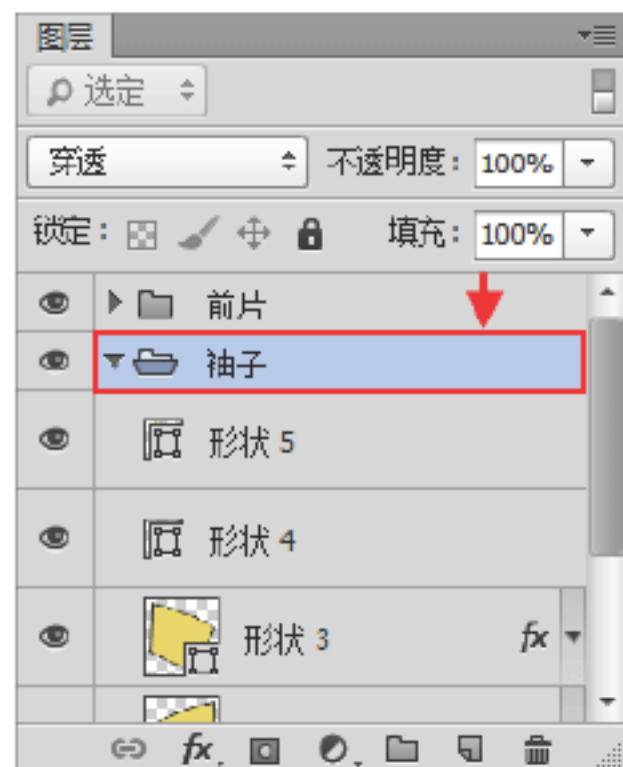 图层
选定
穿透 不透明度: 100%
锁定: 填充: 100%
前片
袖子
形状 5
形状 4
形状 3 fx
fx.